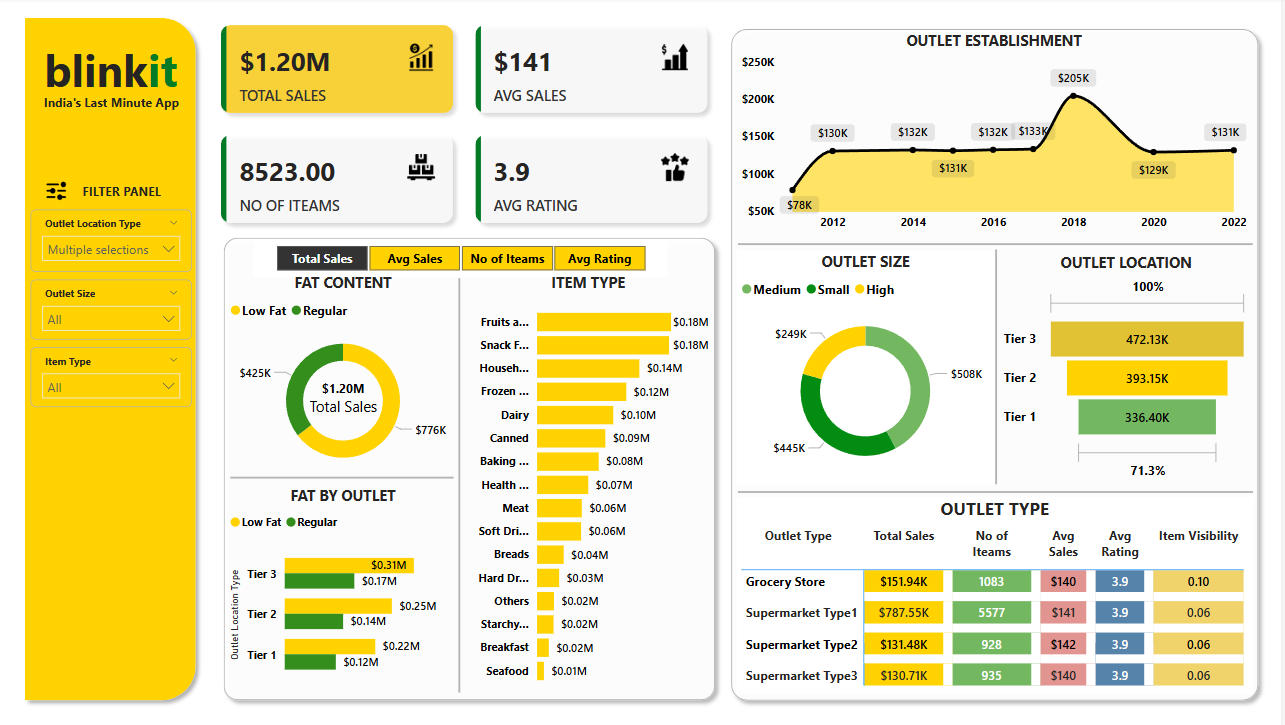 blinkit
India's Last Minute App
FILTER PANEL
Outlet Location Type
Multiple selections
Outlet Size
All
Item Type
All
$1.20M
TOTAL SALES
$141
AVG SALES
8523.00
NO OF ITEAMS
3.9
AVG RATING
Total Sales
Avg Sales
No of Iteams
Avg Rating
FAT CONTENT
Low Fat Regular
$425K
$1.20M
Total Sales
$776K
FAT BY OUTLET
Low Fat Regular
Outlet Location Type
Tier 3 $0.31M
$0.17M
Tier 2 $0.25M
$0.14M
Tier 1 $0.22M
$0.12M
ITEM TYPE
Fruits a... $0.18M
Snack F... $0.18M
Househ... $0.14M
Frozen ... $0.12M
Dairy $0.10M
Canned $0.09M
Baking ... $0.08M
Health ... $0.07M
Meat $0.06M
Soft Dri... $0.06M
Breads $0.04M
Hard Dr... $0.03M
Others $0.02M
Starchy... $0.02M
Breakfast $0.02M
Seafood $0.01M
OUTLET ESTABLISHMENT
$250K
$200K
$150K
$100K
$50K
$78K
$130K
$132K
$131K
$132K
$133K
$205K
$129K
$131K
2012 2014 2016 2018 2020 2022
OUTLET SIZE
Medium Small High
$249K
$508K
$445K
OUTLET LOCATION
100%
Tier 3 472.13K
Tier 2 393.15K
Tier 1 336.40K
71.3%
OUTLET TYPE
Outlet Type Total Sales No of Iteams Avg Sales Avg Rating Item Visibility
Grocery Store $151.94K 1083 $140 3.9 0.10
Supermarket Type1 $787.55K 5577 $141 3.9 0.06
Supermarket Type2 $131.48K 928 $142 3.9 0.06
Supermarket Type3 $130.71K 935 $140 3.9 0.06